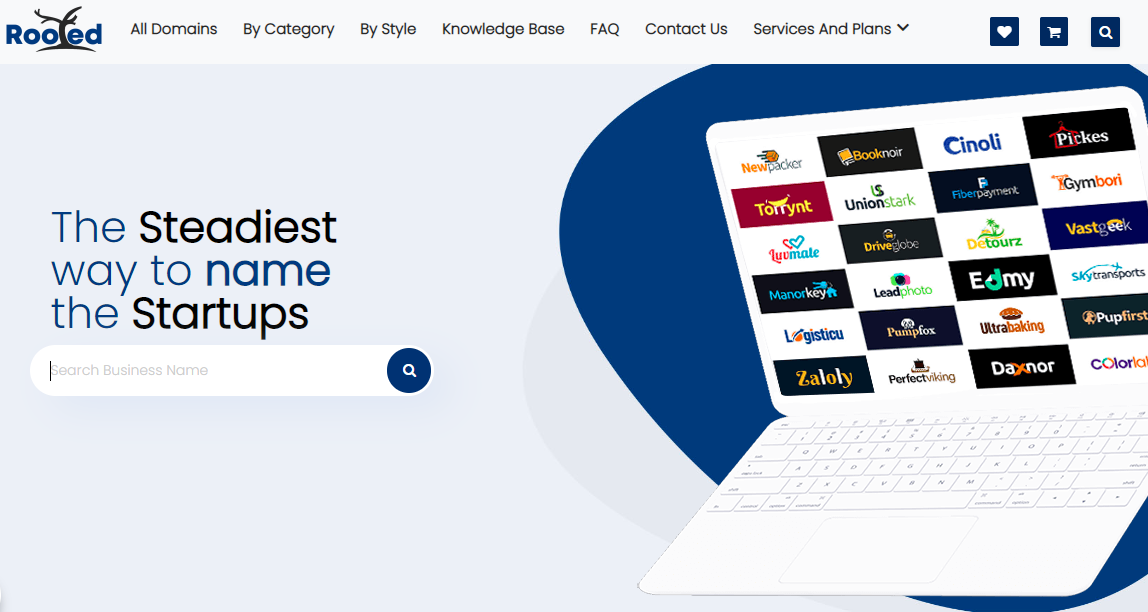 Rooted
All Domains
By Category
By Style
Knowledge Base
FAQ
Contact Us
Services And Plans
The Steadiest
way to name
the Startups
Search Business Name
Newpacker
Booknoir
Cinoli
Pickes
Torrynt
Unionstark
Fiberpayment
Gymbori
Luvmate
Driveglobe
Detourz
Vastgeek
Manorkey
Leadphoto
Edmy
Skytransports
Logisticu
Pumpfox
Ultrabaking
Pupfirst
Zaloly
Perfectviking
Daxnor
Colorlab
Q W E R T Y U I O P
A S D F G H J K L
Z X C V B N M